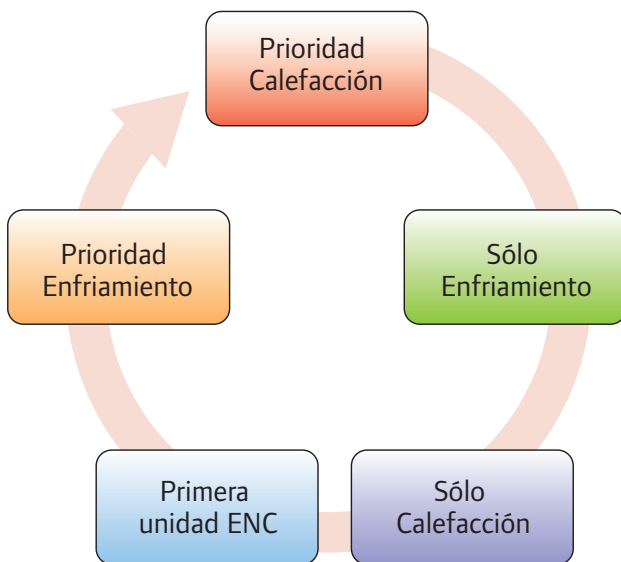 Prioridad
Calefacción
Sólo
Enfriamiento
Sólo
Calefacción
Primera
unidad ENC
Prioridad
Enfriamiento